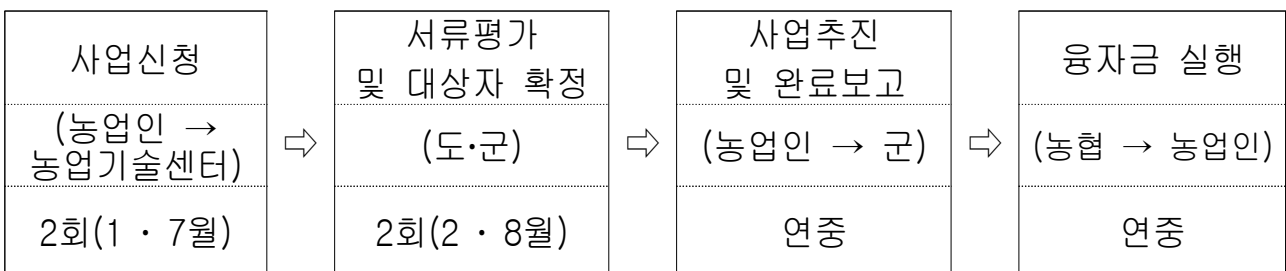 사업신청
(농업인 →
농업기술센터)
2회(1 · 7월)
⇨
서류평가
및 대상자 확정
(도·군)
2회(2 · 8월)
⇨
사업추진
및 완료보고
(농업인 → 군)
연중
⇨
융자금 실행
(농협 → 농업인)
연중